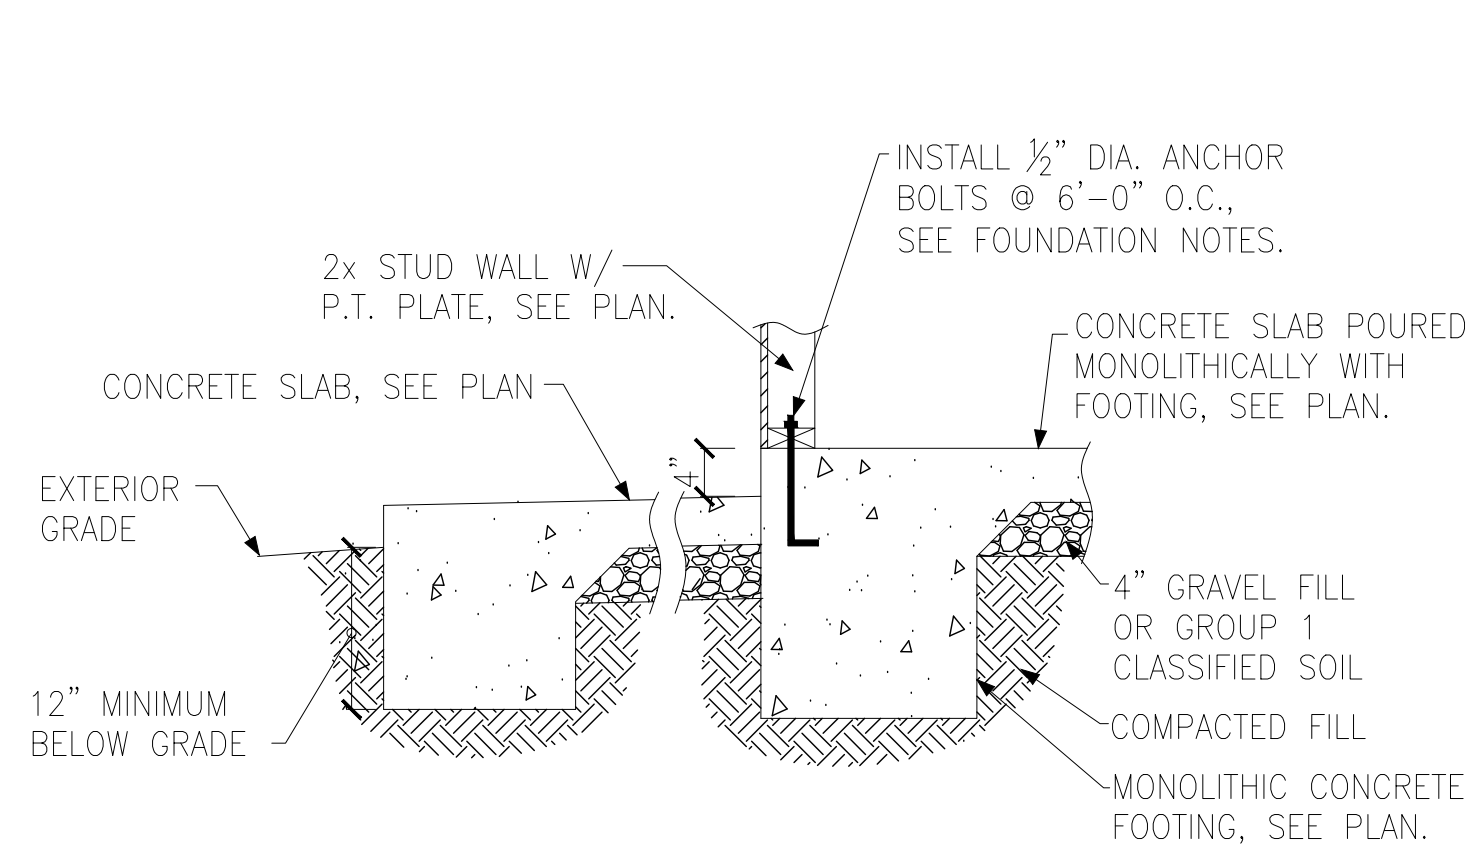 INSTALL ½" DIA. ANCHOR
BOLTS @ 6'-0" O.C.,
SEE FOUNDATION NOTES.
2x STUD WALL W/
P.T. PLATE, SEE PLAN.
CONCRETE SLAB POURED
MONOLITHICALLY WITH
FOOTING, SEE PLAN.
CONCRETE SLAB, SEE PLAN
4"
EXTERIOR
GRADE
4" GRAVEL FILL
OR GROUP 1
CLASSIFIED SOIL
12" MINIMUM
BELOW GRADE
COMPACTED FILL
MONOLITHIC CONCRETE
FOOTING, SEE PLAN.